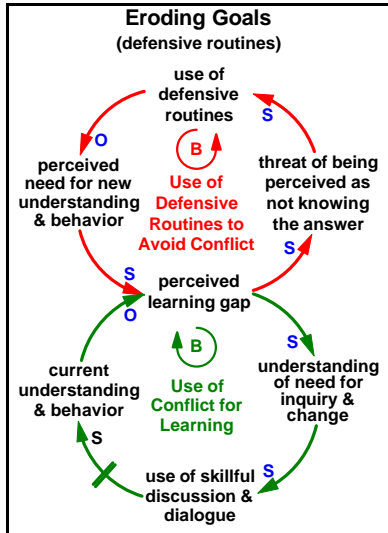 Eroding Goals
(defensive routines)
use of
defensive
routines
S
O
B
perceived
need for new
understanding
& behavior
Use of
Defensive
Routines to
Avoid Conflict
threat of being
perceived as
not knowing
the answer
S
S
O
perceived
learning gap
B
S
current
understanding
& behavior
Use of
Conflict for
Learning
understanding
of need for
inquiry &
change
S
S
use of skillful
discussion &
dialogue